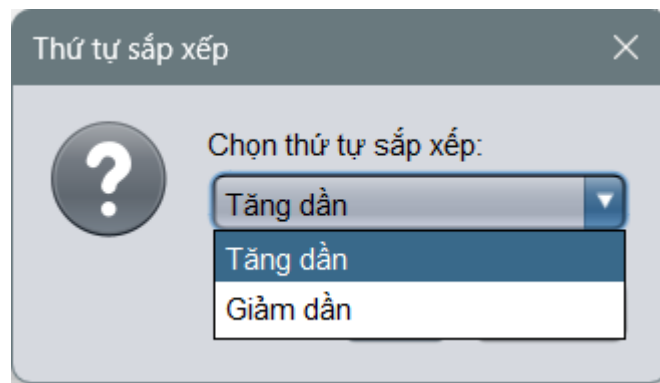 Thứ tự sắp xếp
Chọn thứ tự sắp xếp:
Tăng dần
Tăng dần
Giảm dần